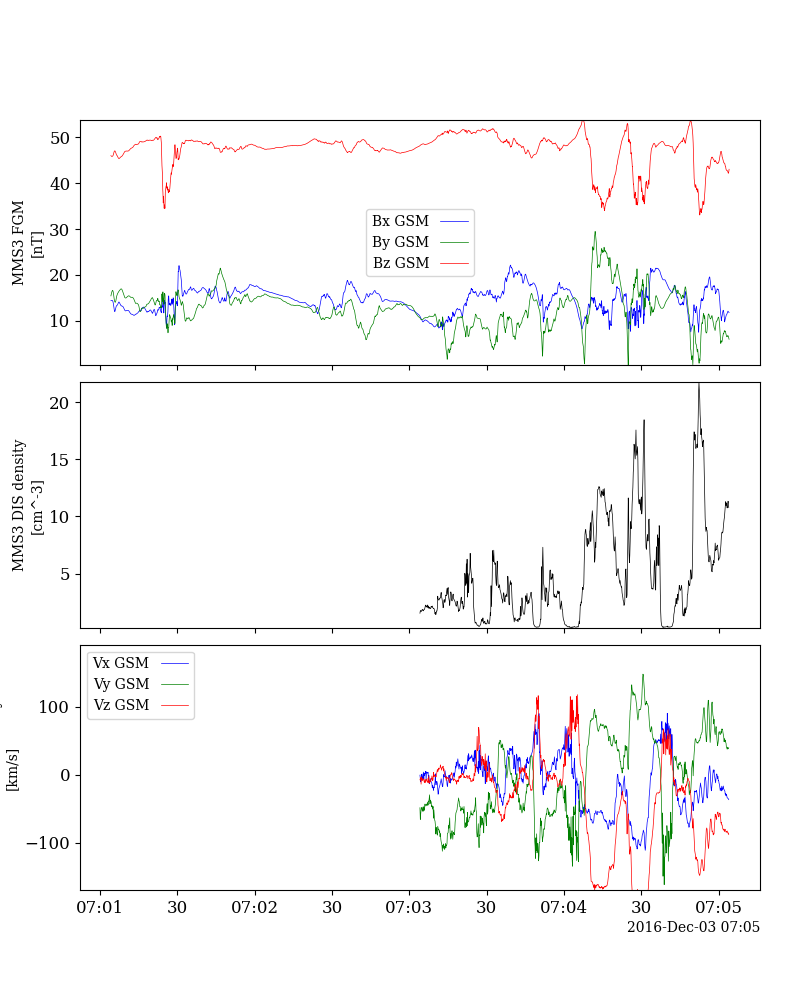 50
40
30
20
10
MMS3 FGM
[nT]
Bx GSM
By GSM
Bz GSM
20
15
10
5
MMS3 DIS density
[cm^-3]
Vx GSM
Vy GSM
Vz GSM
100
0
−100
[km/s]
07:01 30 07:02 30 07:03 30 07:04 30 07:05
2016-Dec-03 07:05